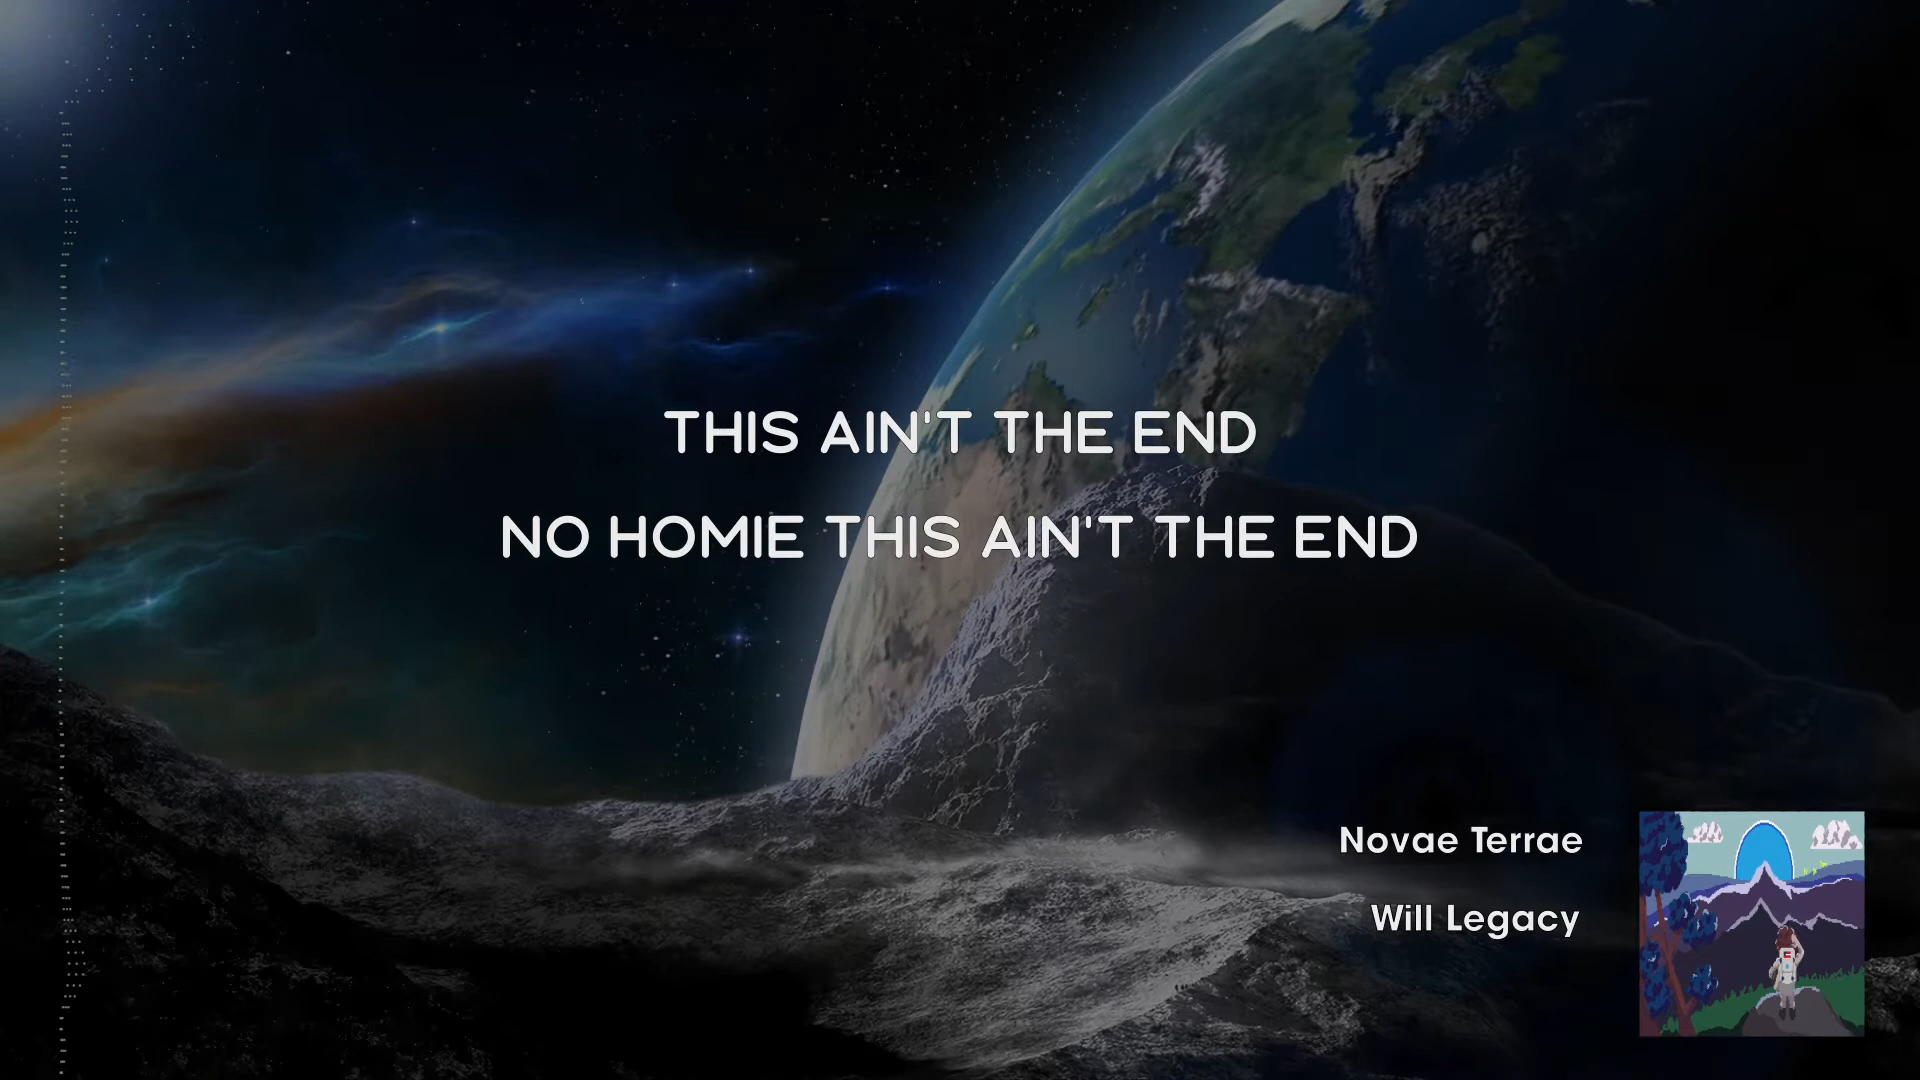 THIS AIN'T THE END
NO HOMIE THIS AIN'T THE END
Novae Terrae
Will Legacy